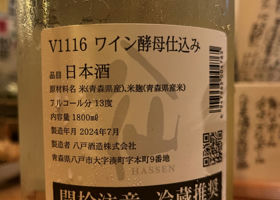 V1116 ワイン酵母仕込み
品目 日本酒
原材料名 米(青森県産)、米麹(青森県産米)
アルコール分 13度
内容量 1800ml
製造年月 2024年7月
製造者 八戸酒造株式会社
青森県八戸市大字湊町字本町9番地
HASSEN
開栓注意 冷蔵推奨